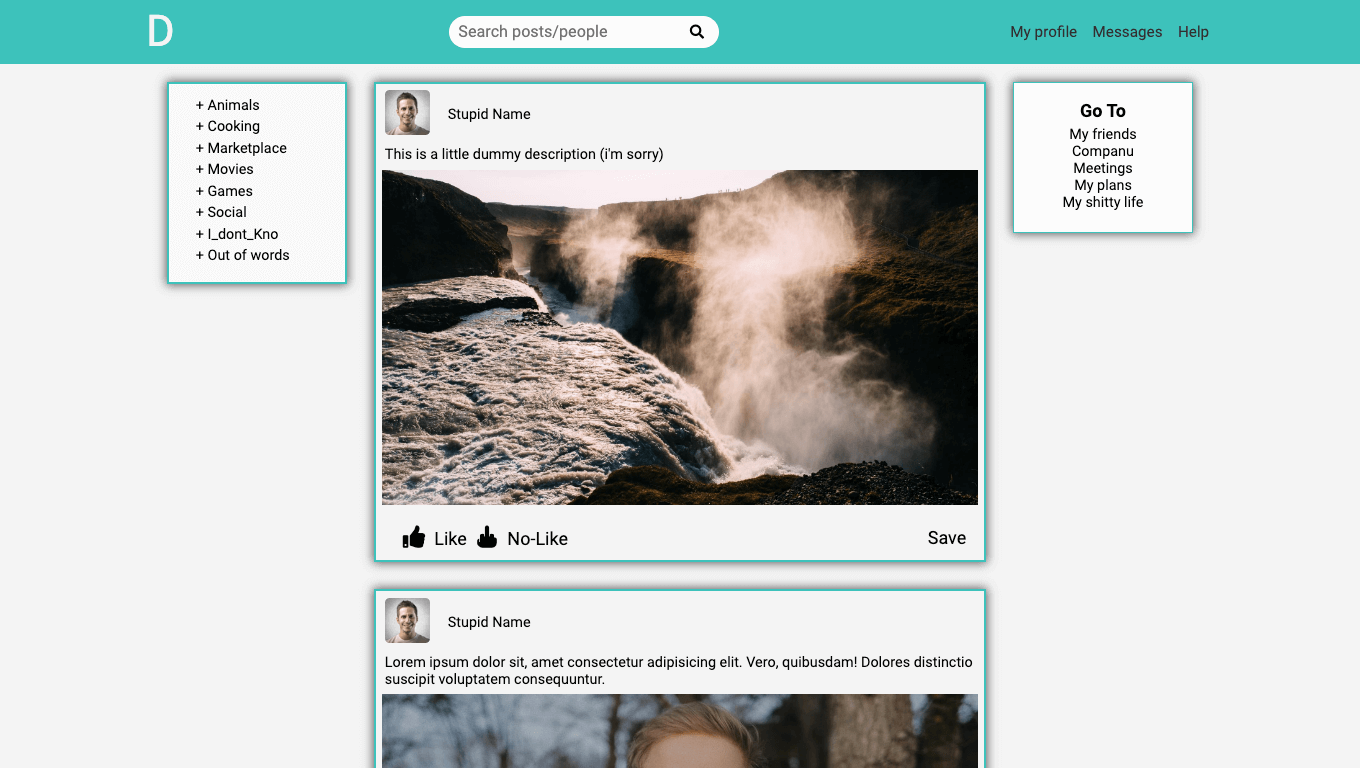 D
Search posts/people
My profile Messages Help
+ Animals
+ Cooking
+ Marketplace
+ Movies
+ Games
+ Social
+ I_dont_Kno
+ Out of words
Stupid Name
This is a little dummy description (i'm sorry)
Like No-Like Save
Stupid Name
Lorem ipsum dolor sit, amet consectetur adipisicing elit. Vero, quibusdam! Dolores distinctio
suscipit voluptatem consequuntur.
Go To
My friends
Companu
Meetings
My plans
My shitty life